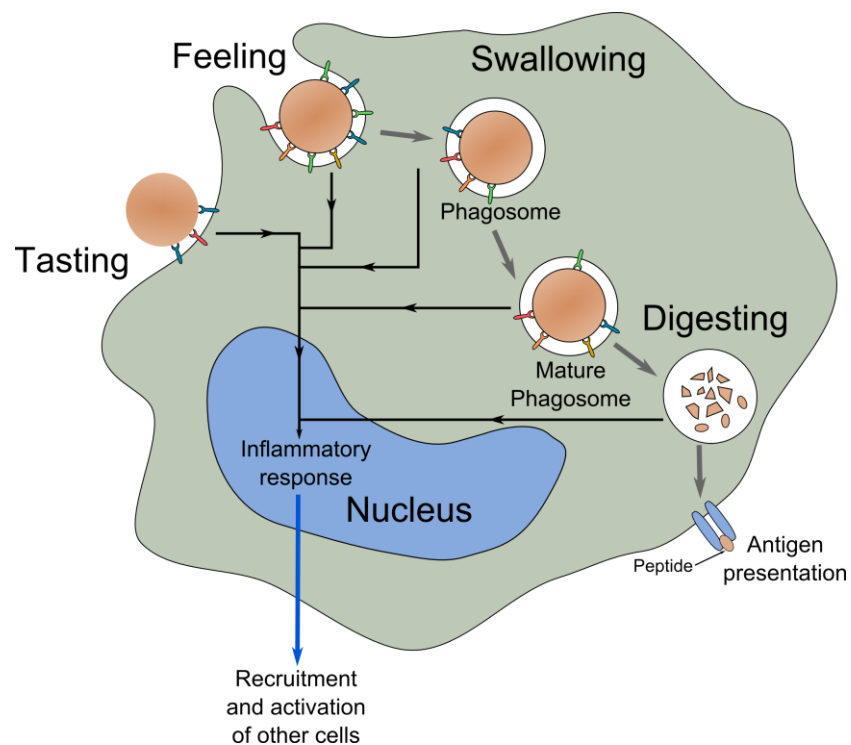 Feeling
Swallowing
Phagosome
Tasting
Digesting
Mature
Phagosome
Inflammatory
response
Nucleus
Peptide
Antigen
presentation
Recruitment
and activation
of other cells